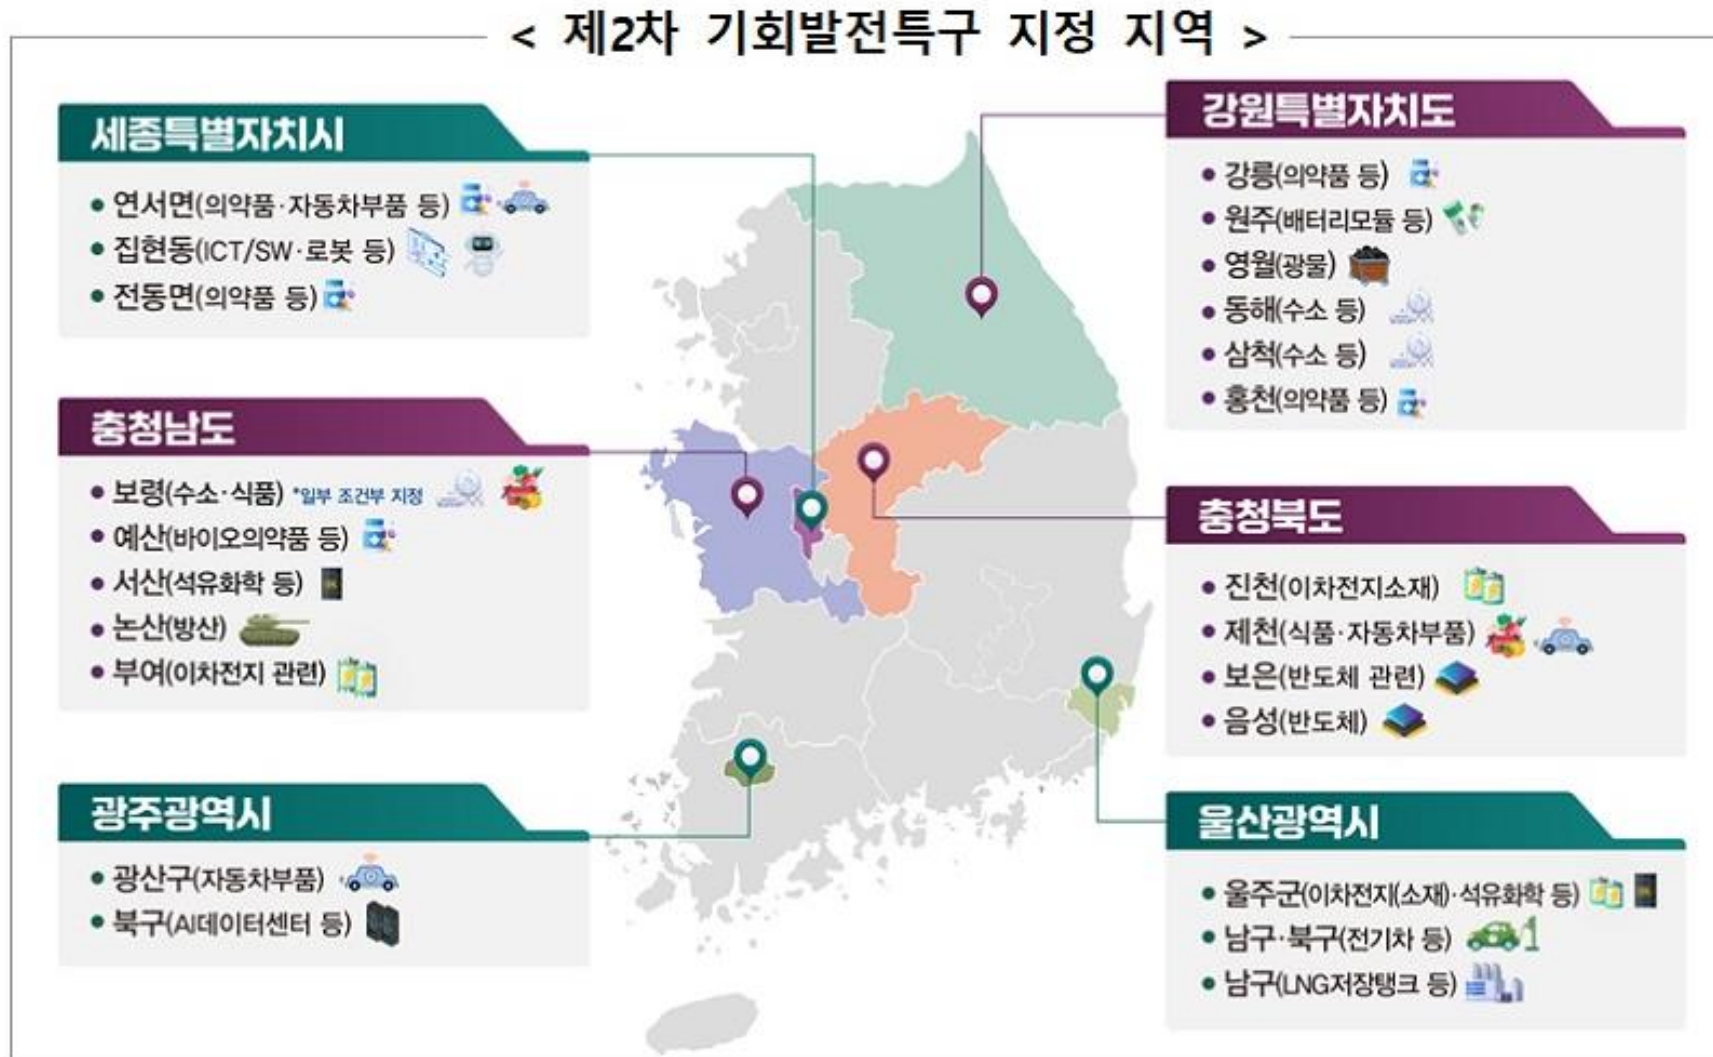 < 제2차 기회발전특구 지정 지역 >
세종특별자치시
• 연서면(의약품·자동차부품 등)
• 집현동(ICT/SW·로봇 등)
• 전동면(의약품 등)
충청남도
• 보령(수소·식품) *일부 조건부 지정
• 예산(바이오의약품 등)
• 서산(석유화학 등)
• 논산(방산)
• 부여(이차전지 관련)
광주광역시
• 광산구(자동차부품)
• 북구(AI데이터센터 등)
강원특별자치도
• 강릉(의약품 등)
• 원주(배터리모듈 등)
• 영월(광물)
• 동해(수소 등)
• 삼척(수소 등)
• 홍천(의약품 등)
충청북도
• 진천(이차전지소재)
• 제천(식품·자동차부품)
• 보은(반도체 관련)
• 음성(반도체)
울산광역시
• 울주군(이차전지(소재)·석유화학 등)
• 남구·북구(전기차 등)
• 남구(LNG저장탱크 등)